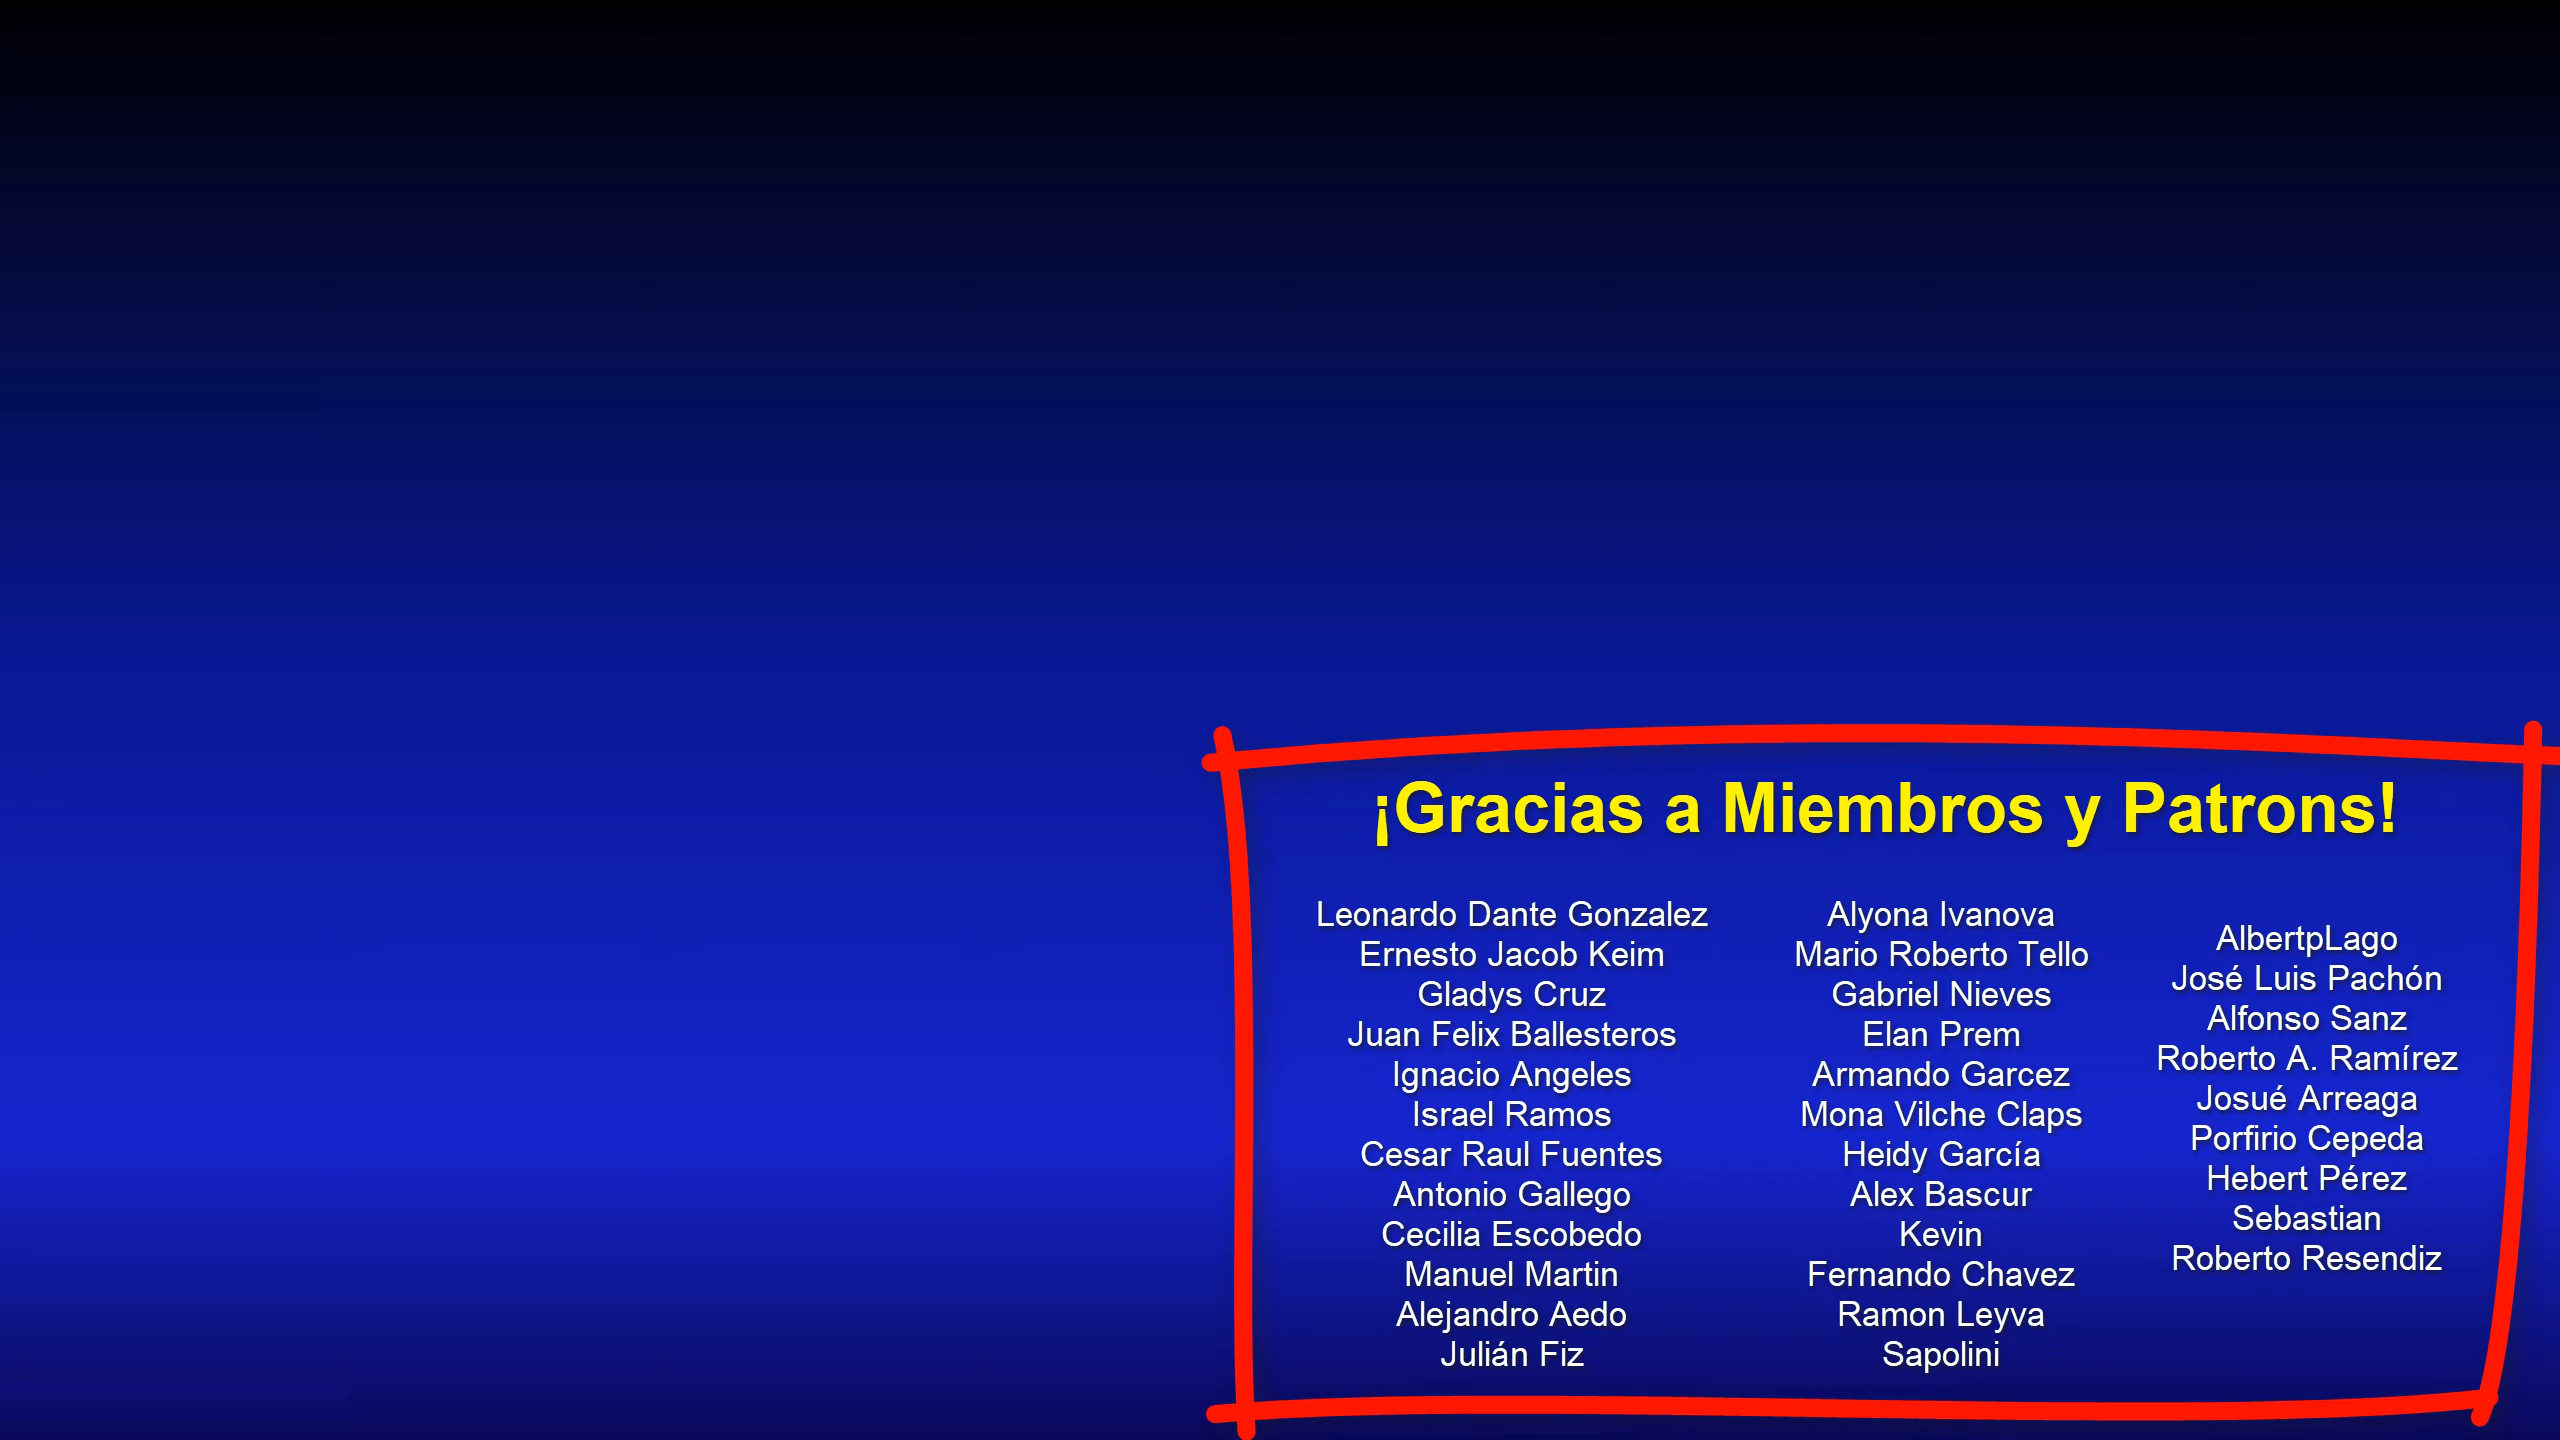 ¡Gracias a Miembros y Patrons!
Leonardo Dante Gonzalez
Ernesto Jacob Keim
Gladys Cruz
Juan Felix Ballesteros
Ignacio Angeles
Israel Ramos
Cesar Raul Fuentes
Antonio Gallego
Cecilia Escobedo
Manuel Martin
Alejandro Aedo
Julián Fiz
Alyona Ivanova
Mario Roberto Tello
Gabriel Nieves
Elan Prem
Armando Garcez
Mona Vilche Claps
Heidy García
Alex Bascur
Kevin
Fernando Chavez
Ramon Leyva
Sapolini
AlbertpLago
José Luis Pachón
Alfonso Sanz
Roberto A. Ramírez
Josué Arreaga
Porfirio Cepeda
Hebert Pérez
Sebastian
Roberto Resendiz